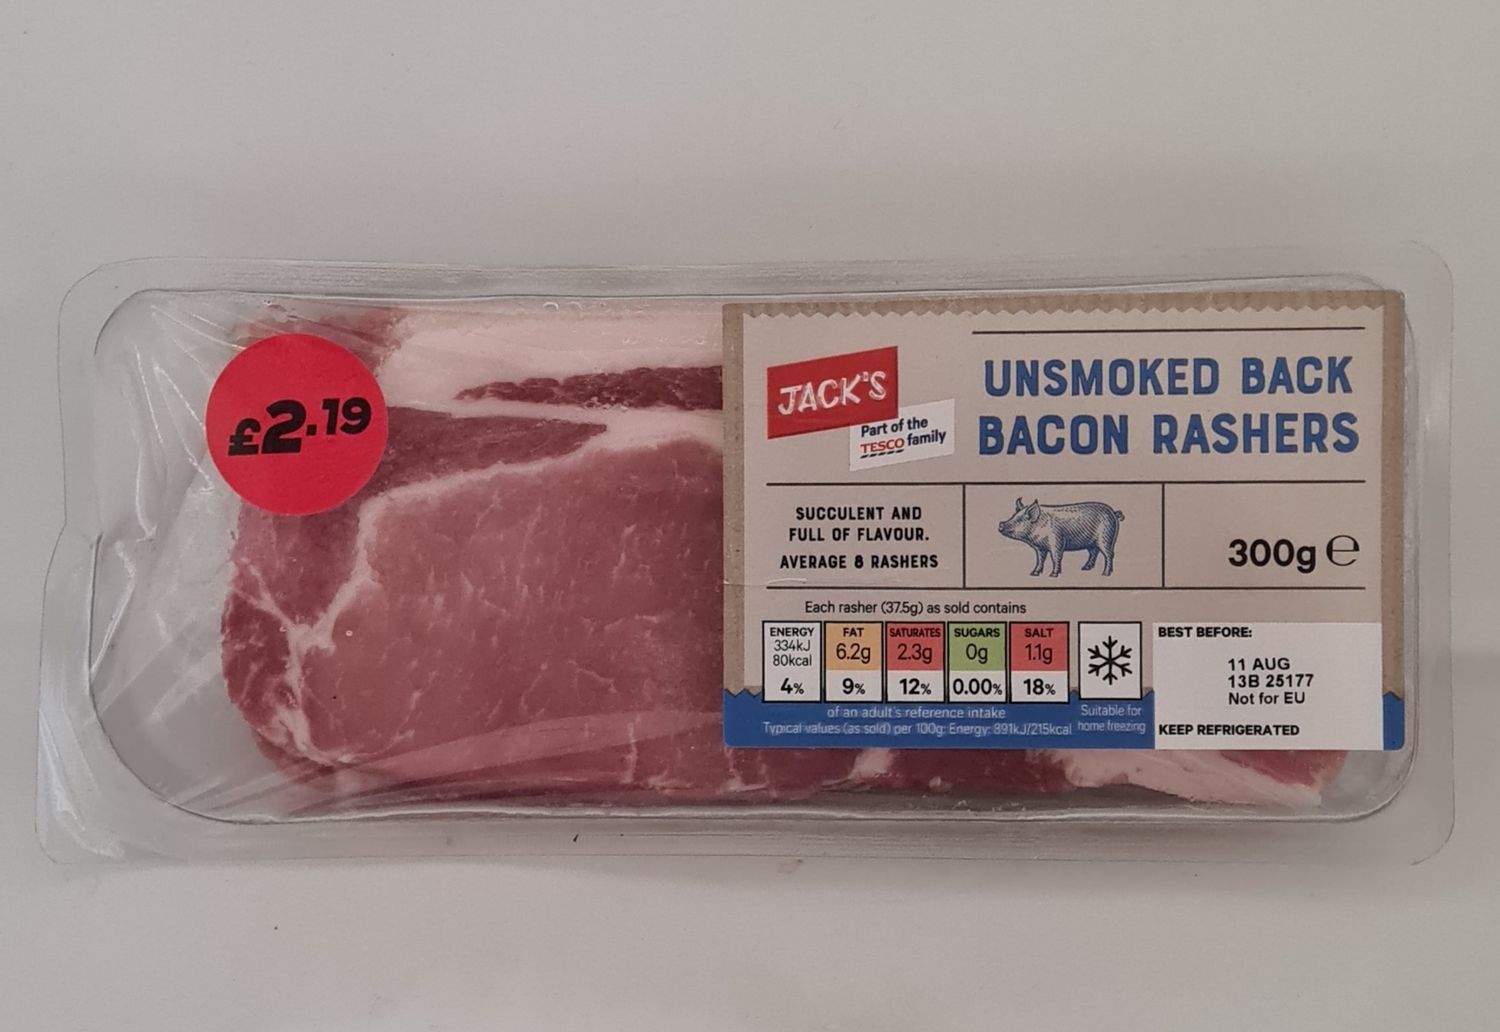 £2.19
JACK'S
Part of the
TESCO family
UNSMOKED BACK
BACON RASHERS
SUCCULENT AND
FULL OF FLAVOUR.
AVERAGE 8 RASHERS
300g ℮
Each rasher (37.5g) as sold contains
ENERGY
334kJ
80kcal
4%
FAT
6.2g
9%
SATURATES
2.3g
12%
SUGARS
0g
0.00%
SALT
1.1g
18%
of an adult's reference intake
Typical values (as sold) per 100g: Energy: 891kJ/215kcal
Suitable for
home freezing
BEST BEFORE:
11 AUG
13B 25177
Not for EU
KEEP REFRIGERATED